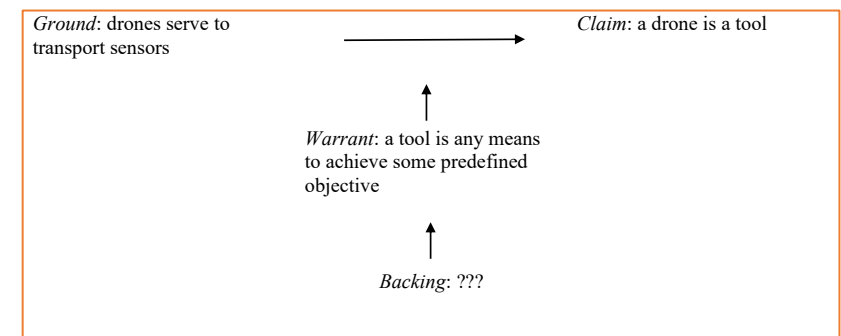 Ground: drones serve to
transport sensors
Claim: a drone is a tool
Warrant: a tool is any means
to achieve some predefined
objective
Backing: ???